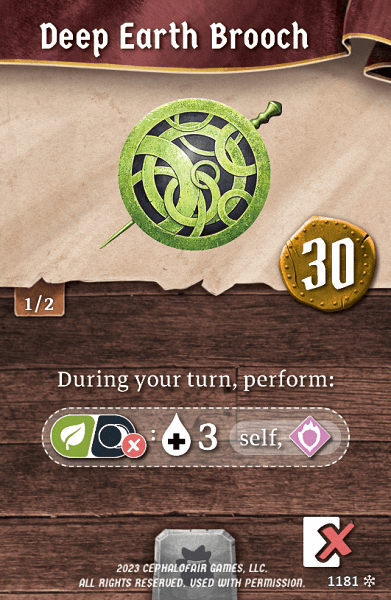 Deep Earth Brooch
30
1/2
During your turn, perform:
: 3 self,
2023 CEPHALOFAIR GAMES, LLC.
ALL RIGHTS RESERVED. USED WITH PERMISSION.
1181